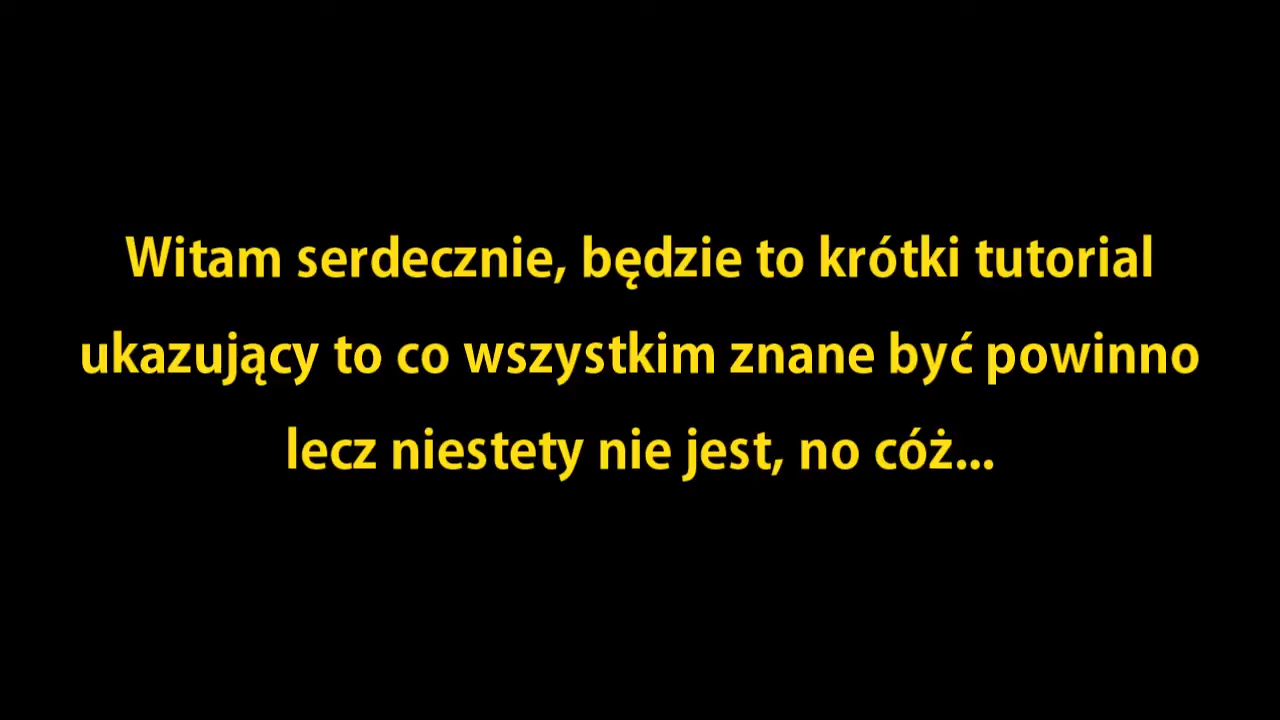 Witam serdecznie, będzie to krótki tutorial
ukazujący to co wszystkim znane być powinno
lecz niestety nie jest, no cóż...